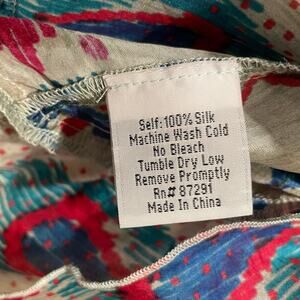 Self:100% Silk
Machine Wash Cold
No Bleach
Tumble Dry Low
Remove Promptly
Rn# 87291
Made In China